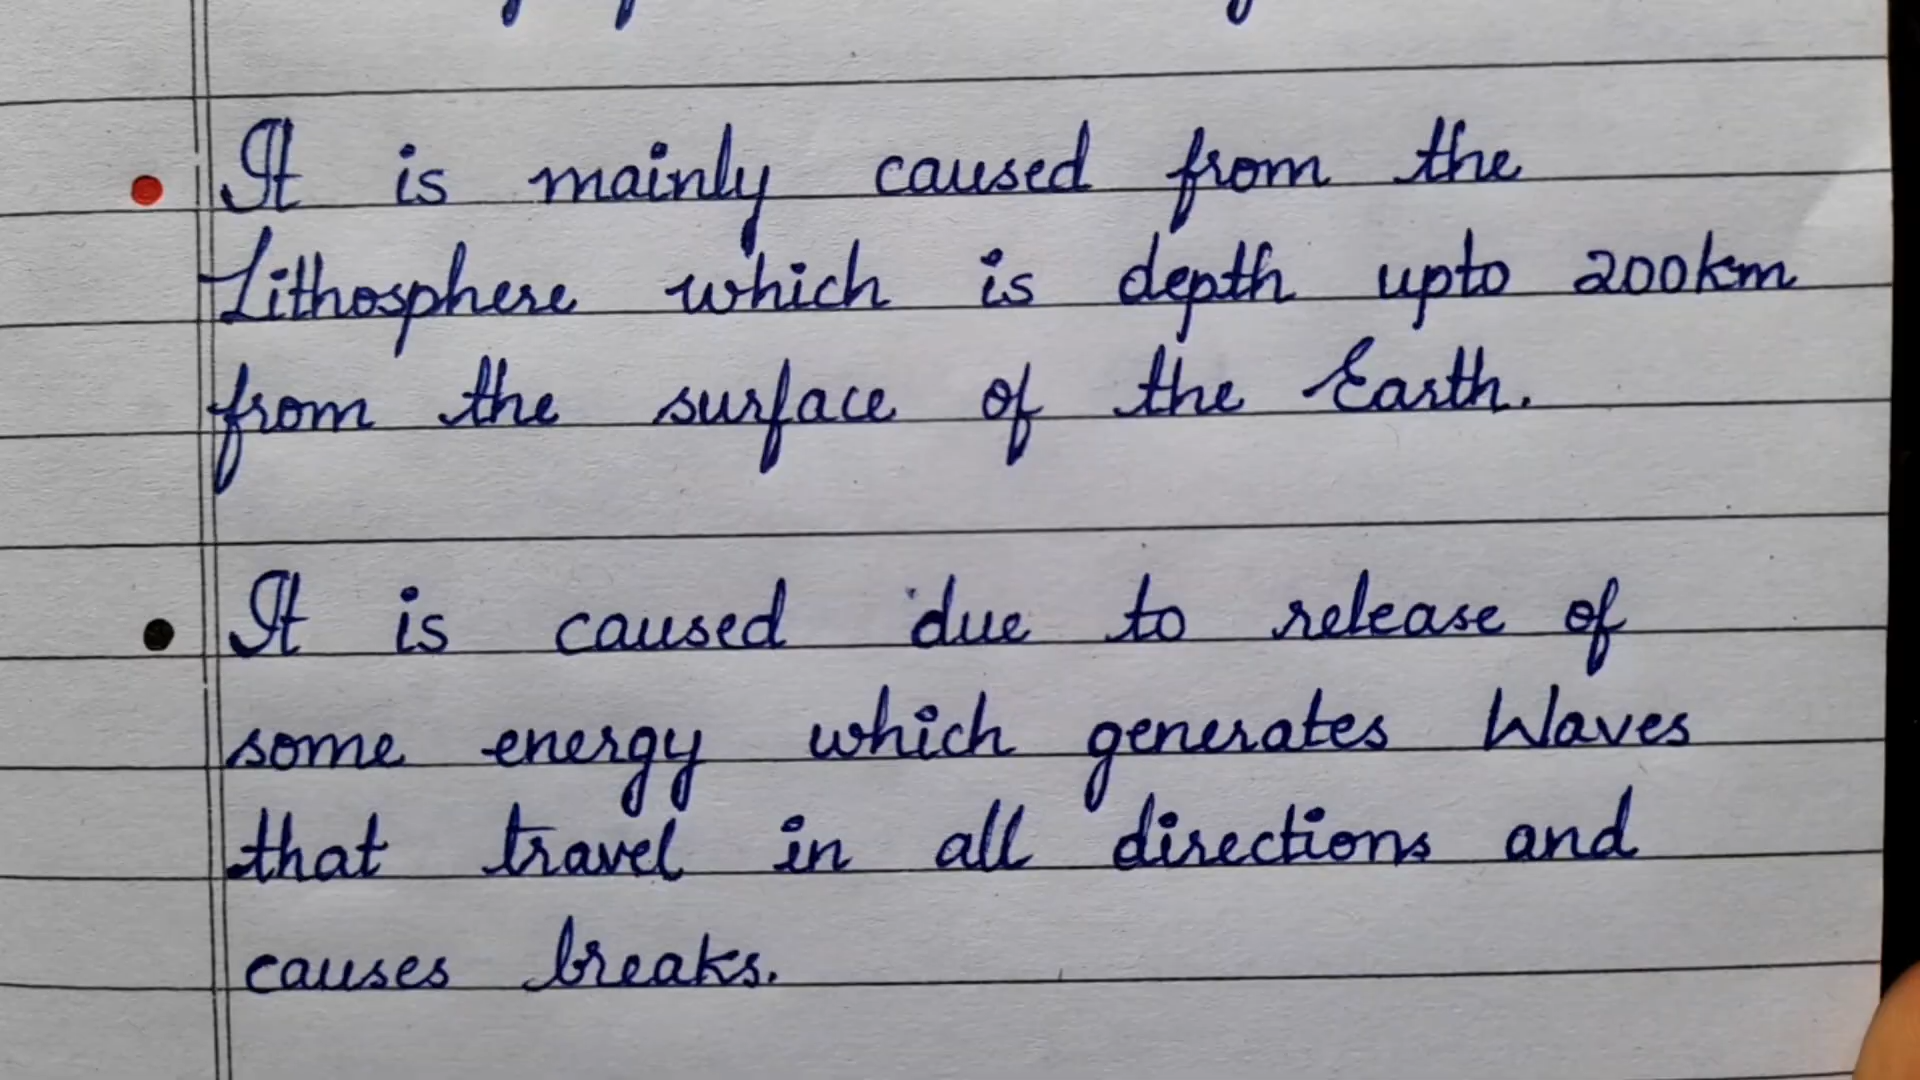 It is mainly caused from the
Lithosphere which is depth upto 200km
from the surface of the Earth.
It is caused due to release of
some energy which generates Waves
that travel in all directions and
causes breaks.